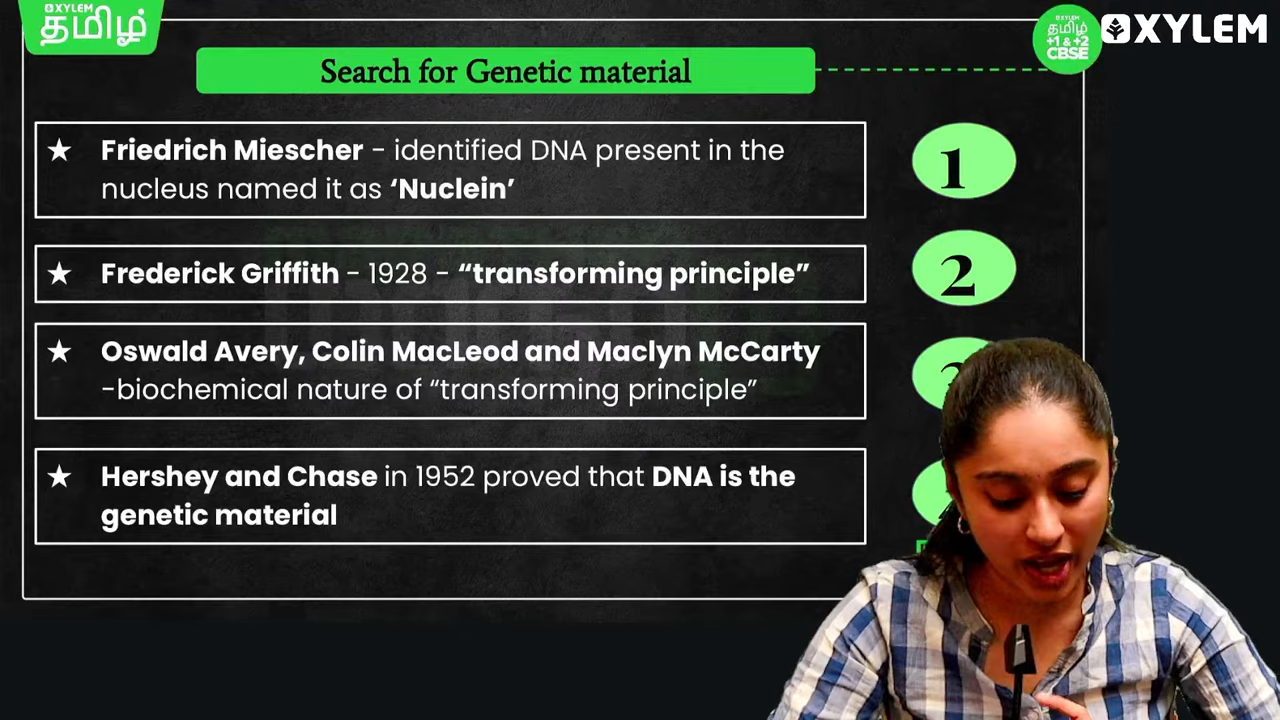 OXYLEM
தமிழ்
OXYLEM
தமிழ்
+1 & +2
CBSE
OXYLEM
Search for Genetic material
★ Friedrich Miescher - identified DNA present in the
nucleus named it as ‘Nuclein’
1
★ Frederick Griffith - 1928 - “transforming principle”
2
★ Oswald Avery, Colin MacLeod and Maclyn McCarty
-biochemical nature of “transforming principle”
★ Hershey and Chase in 1952 proved that DNA is the
genetic material